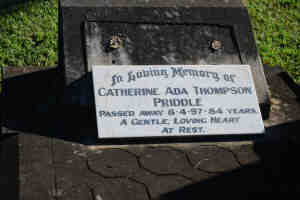 In Loving Memory of
CATHERINE ADA THOMPSON
PRIDDLE
PASSED AWAY 6-4-97-84 YEARS.
A GENTLE, LOVING HEART
AT REST.